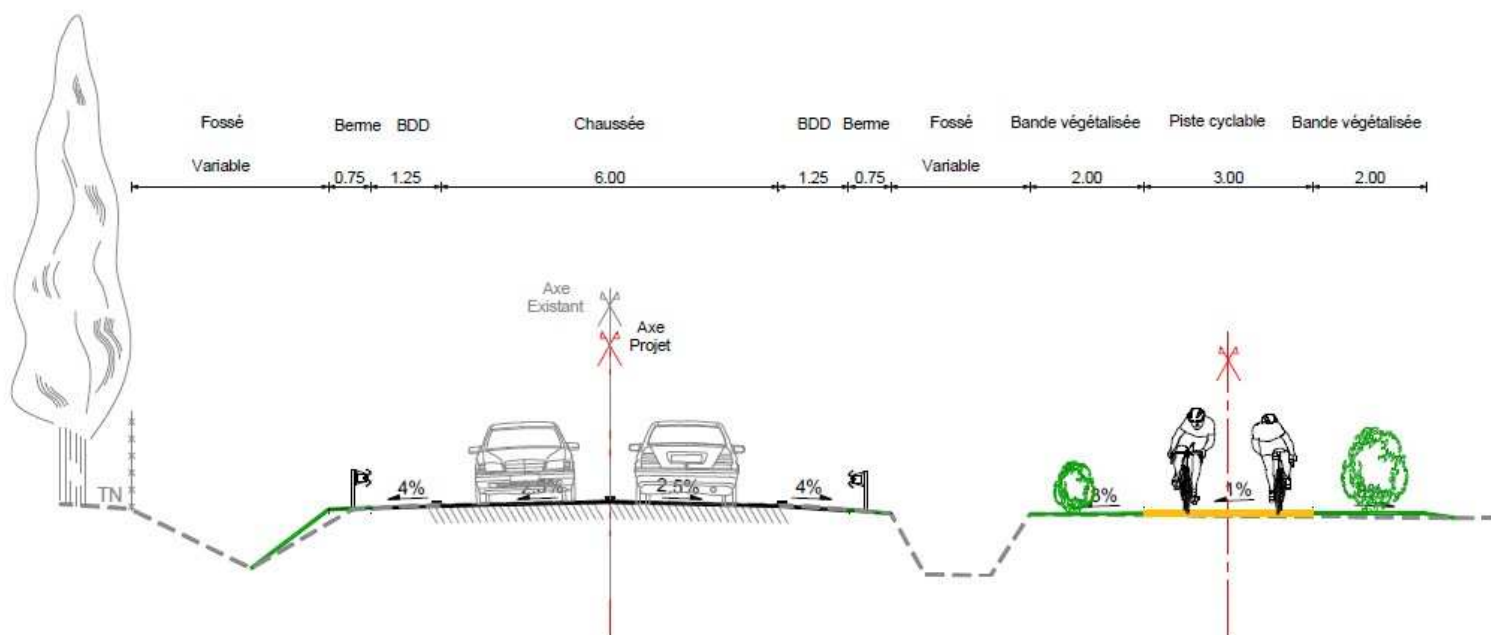 Fossé Berme BDD Chaussée BDD Berme Fossé Bande végétalisée Piste cyclable Bande végétalisée
Variable Variable
0.75 1.25 6.00 1.25 0.75 2.00 3.00 2.00
Axe
Existant
Axe
Projet
TN 4% 2.5% 2.5% 4% 3% 1%